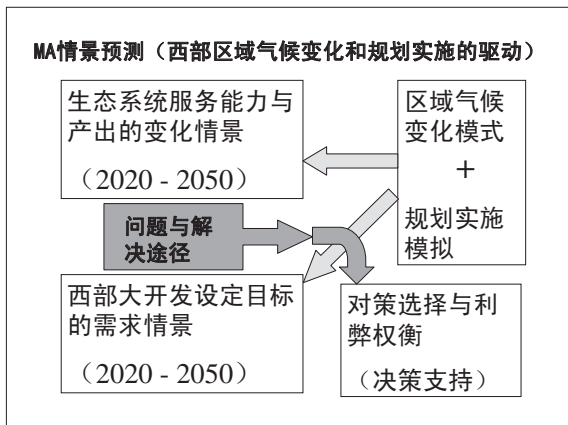 MA情景预测（西部区域气候变化和规划实施的驱动）
生态系统服务能力与
产出的变化情景
（2020 - 2050）
区域气候
变化模式
+
规划实施
模拟
问题与解
决途径
西部大开发设定目标
的需求情景
（2020 - 2050）
对策选择与利
弊权衡
（决策支持）